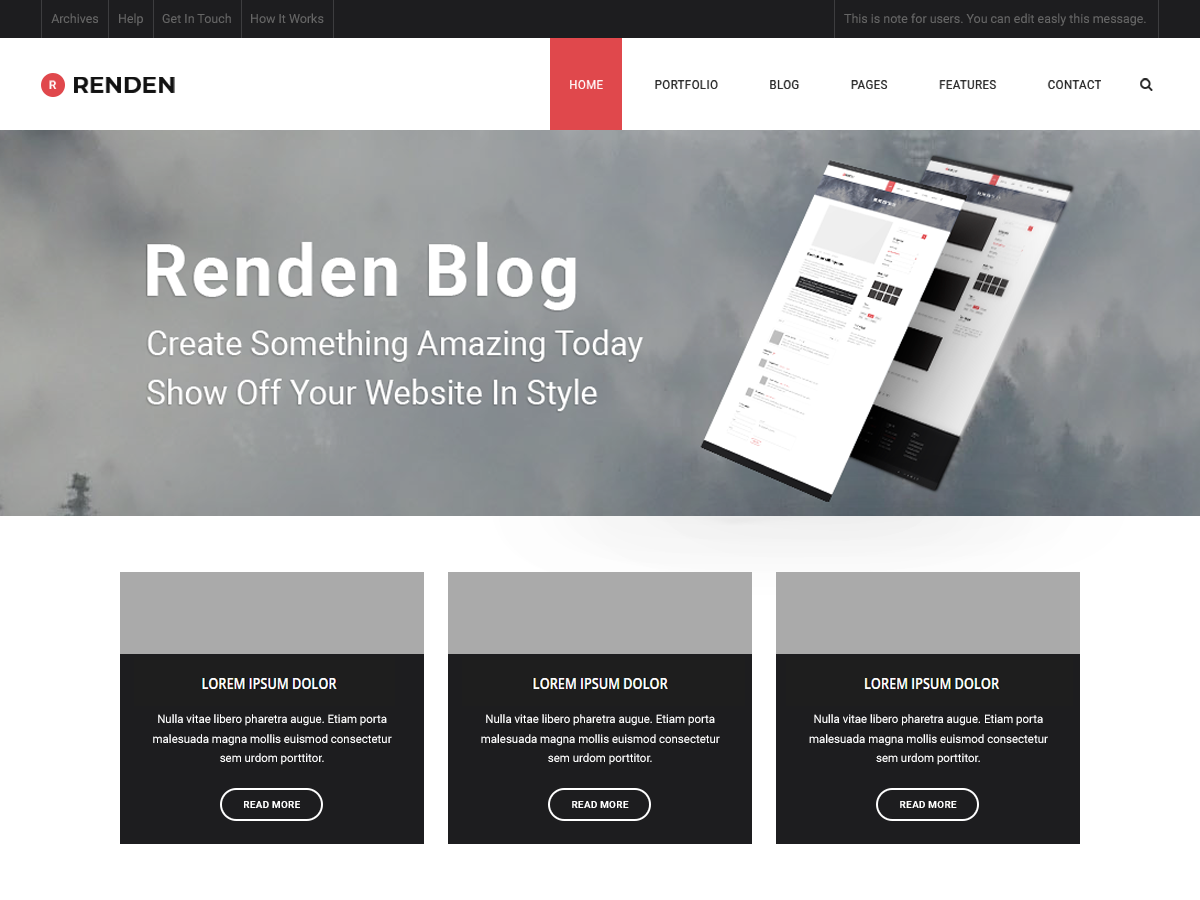 Archives Help Get In Touch How It Works This is note for users. You can edit easly this message.
R RENDEN HOME PORTFOLIO BLOG PAGES FEATURES CONTACT
Renden Blog
Create Something Amazing Today
Show Off Your Website In Style
LOREM IPSUM DOLOR
Nulla vitae libero pharetra augue. Etiam porta
malesuada magna mollis euismod consectetur
sem urdom porttitor.
READ MORE
LOREM IPSUM DOLOR
Nulla vitae libero pharetra augue. Etiam porta
malesuada magna mollis euismod consectetur
sem urdom porttitor.
READ MORE
LOREM IPSUM DOLOR
Nulla vitae libero pharetra augue. Etiam porta
malesuada magna mollis euismod consectetur
sem urdom porttitor.
READ MORE